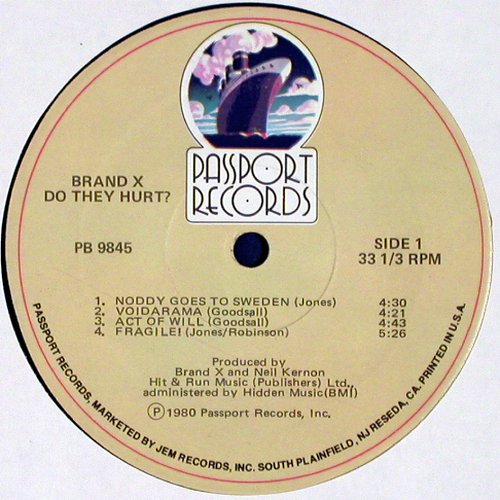 PASSPORT
RECORDS
BRAND X
DO THEY HURT?
PB 9845
SIDE 1
33 1/3 RPM
1. NODDY GOES TO SWEDEN (Jones) 4:30
2. VOIDARAMA (Goodsall) 4:21
3. ACT OF WILL (Goodsall) 4:43
4. FRAGILE! (Jones/Robinson) 5:26
Produced by
Brand X and Neil Kernon
Hit & Run Music (Publishers) Ltd.,
administered by Hidden Music(BMI)
Ⓟ 1980 Passport Records, Inc.
PASSPORT RECORDS, MARKETED BY JEM RECORDS, INC. SOUTH PLAINFIELD, NJ RESEDA, CA. PRINTED IN U.S.A.